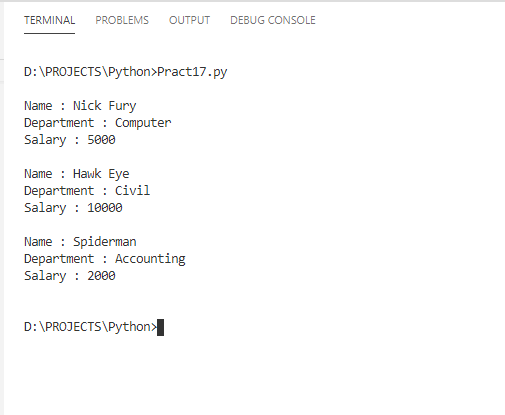 TERMINAL PROBLEMS OUTPUT DEBUG CONSOLE
D:\PROJECTS\Python>Pract17.py
Name : Nick Fury
Department : Computer
Salary : 5000
Name : Hawk Eye
Department : Civil
Salary : 10000
Name : Spiderman
Department : Accounting
Salary : 2000
D:\PROJECTS\Python>